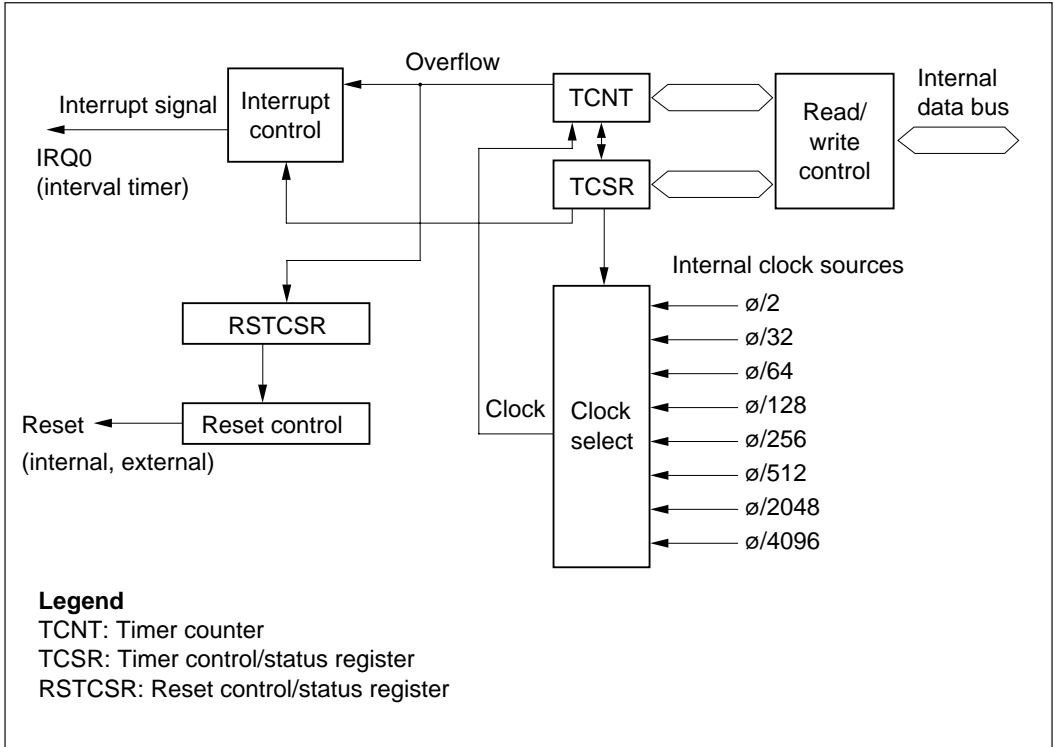 Overflow
Interrupt signal
Interrupt
control
IRQ0
(interval timer)
TCNT
TCSR
Read/
write
control
Internal
data bus
Internal clock sources
RSTCSR
Reset control
Reset
(internal, external)
Clock
Clock
select
ø/2
ø/32
ø/64
ø/128
ø/256
ø/512
ø/2048
ø/4096
Legend
TCNT: Timer counter
TCSR: Timer control/status register
RSTCSR: Reset control/status register